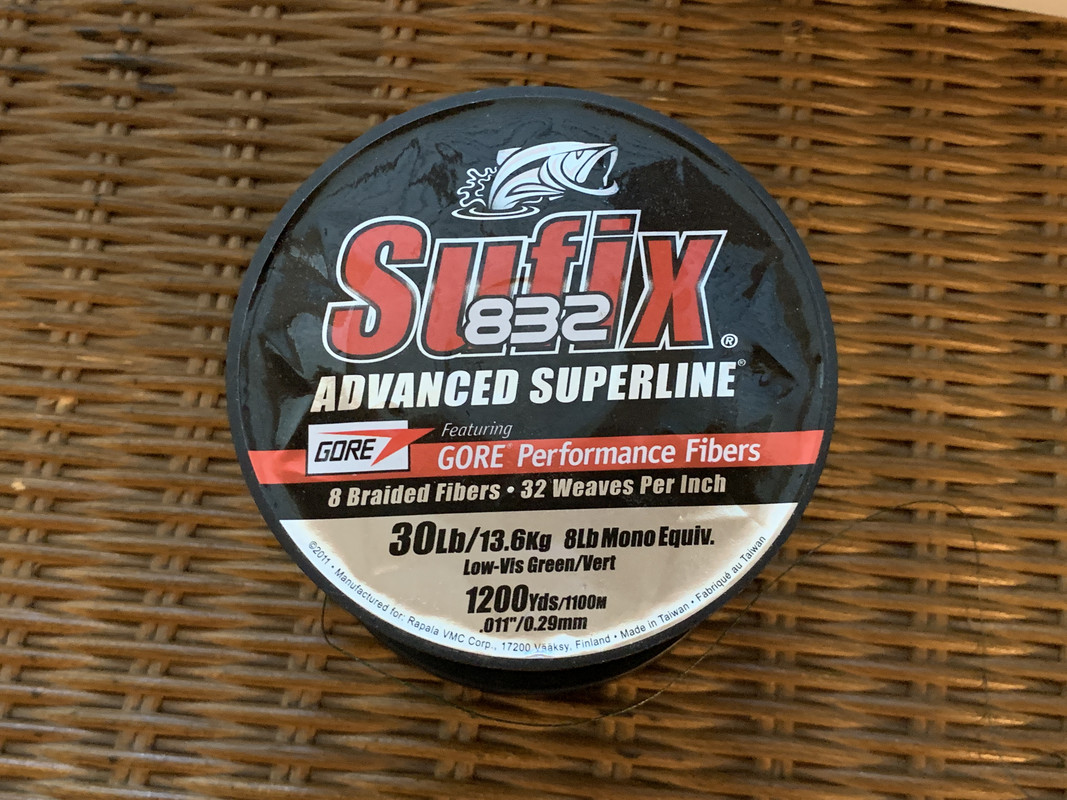 Sufix
832
®
ADVANCED SUPERLINE®
GORE
Featuring
GORE® Performance Fibers
8 Braided Fibers • 32 Weaves Per Inch
30Lb/13.6Kg 8Lb Mono Equiv.
Low-Vis Green/Vert
1200Yds/1100M
.011"/0.29mm
©2011 • Manufactured for: Rapala VMC Corp., 17200 Vääksy, Finland • Made in Taiwan • Fabriqué au Taiwan